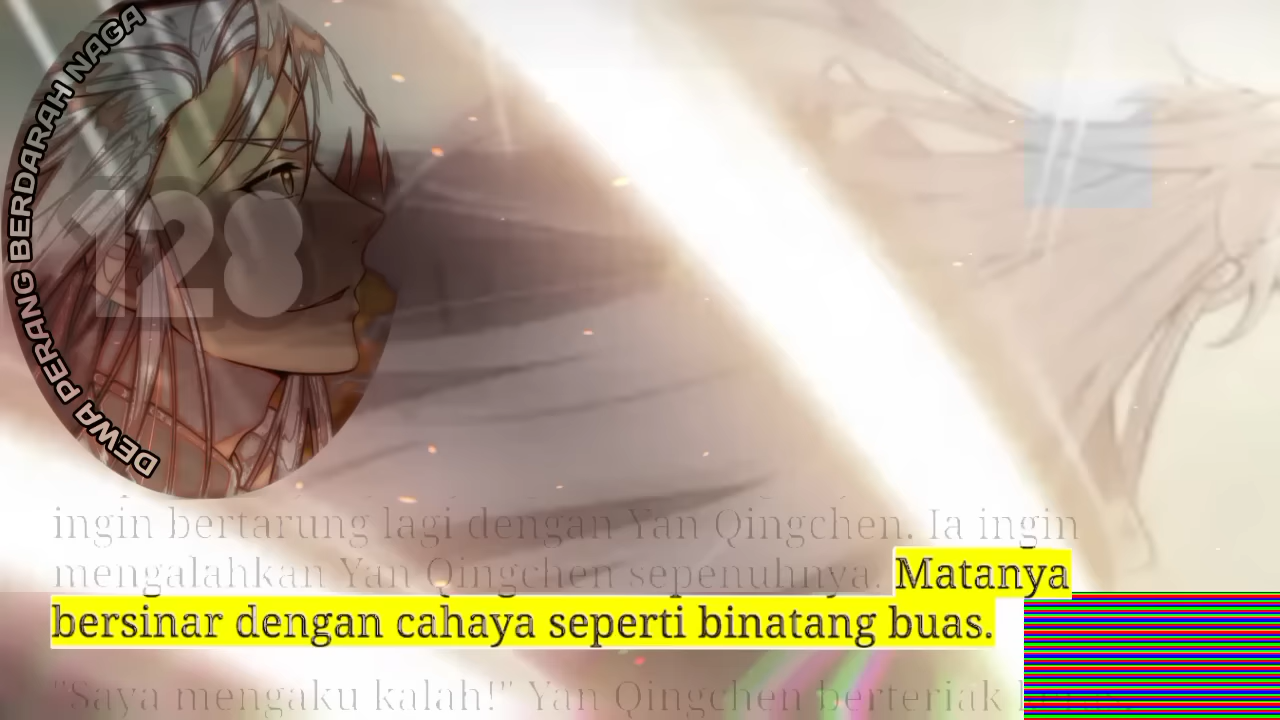 DEWA PERANG BERDARAH NAGA
128
ingin bertarung lagi dengan Yan Qingchen. Ia ingin
mengalahkan Yan Qingchen sepenuhnya. Matanya
bersinar dengan cahaya seperti binatang buas.
"Saya mengaku kalah!" Yan Qingchen berteriak